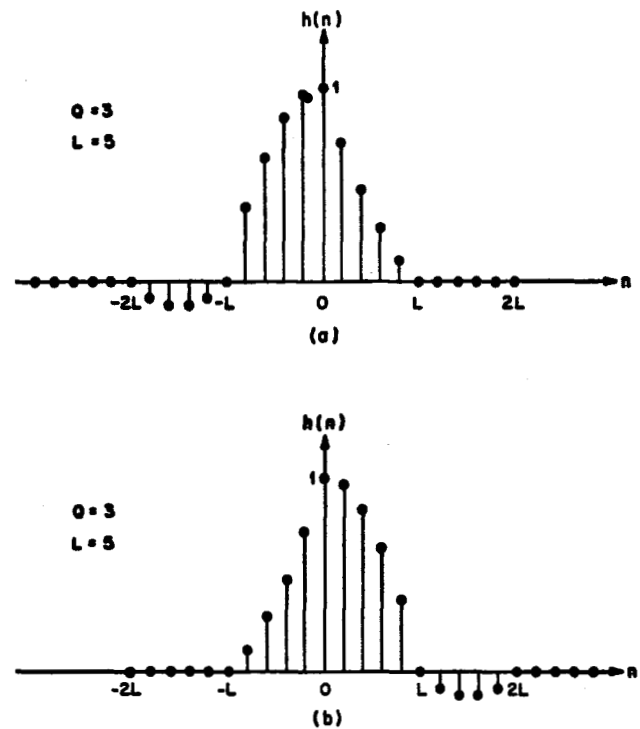 h(n)
1
Q = 3
L = 5
-2L -L 0 L 2L n
(a)
h(n)
1
Q = 3
L = 5
-2L -L 0 L 2L n
(b)